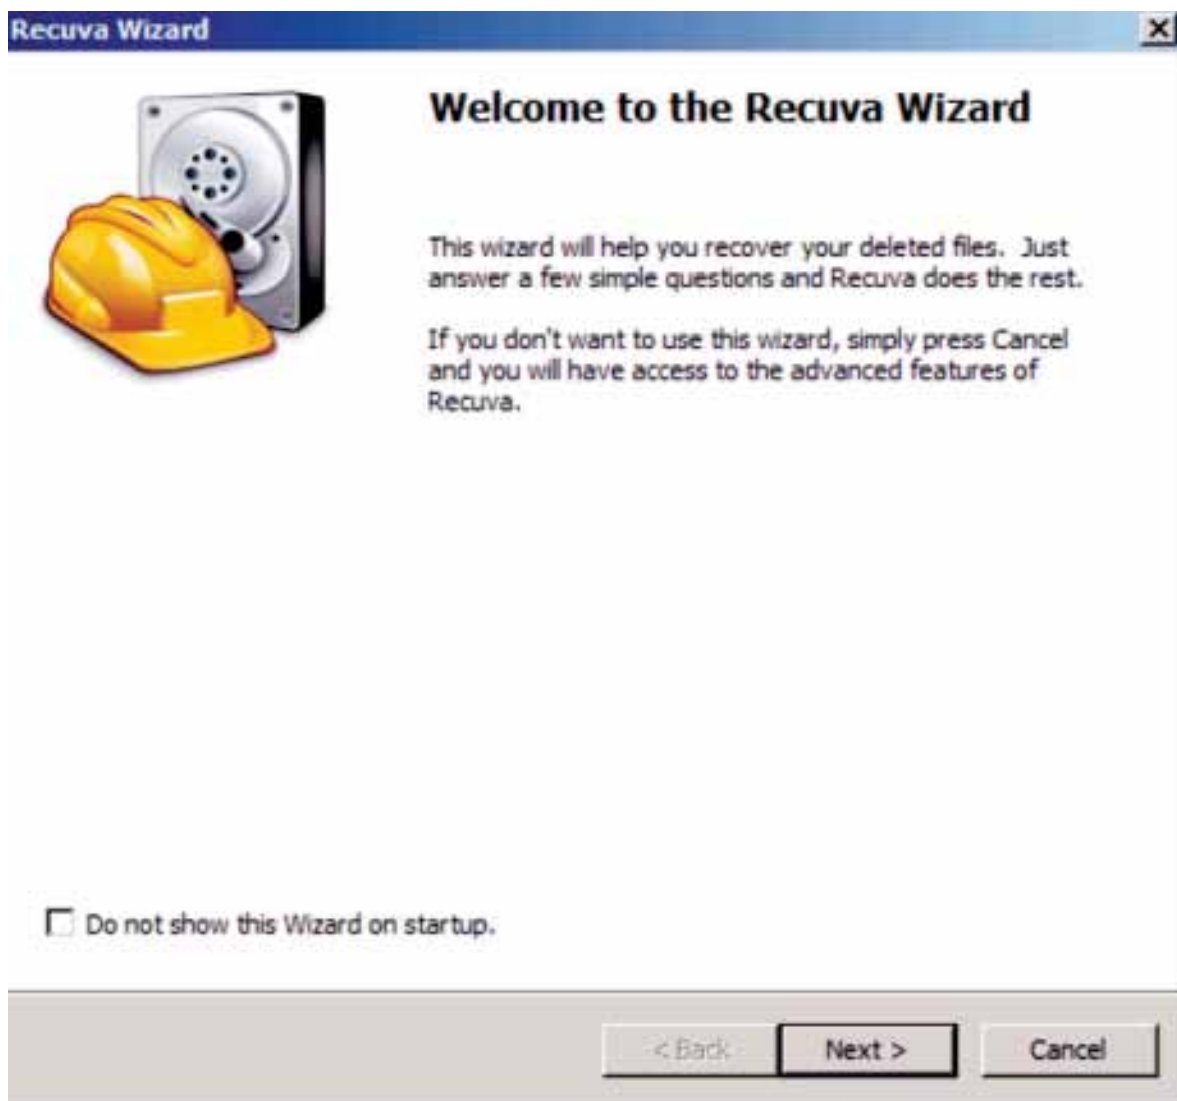 Recuva Wizard
Welcome to the Recuva Wizard
This wizard will help you recover your deleted files.  Just
answer a few simple questions and Recuva does the rest.
If you don't want to use this wizard, simply press Cancel
and you will have access to the advanced features of
Recuva.
Do not show this Wizard on startup.
< Back
Next >
Cancel